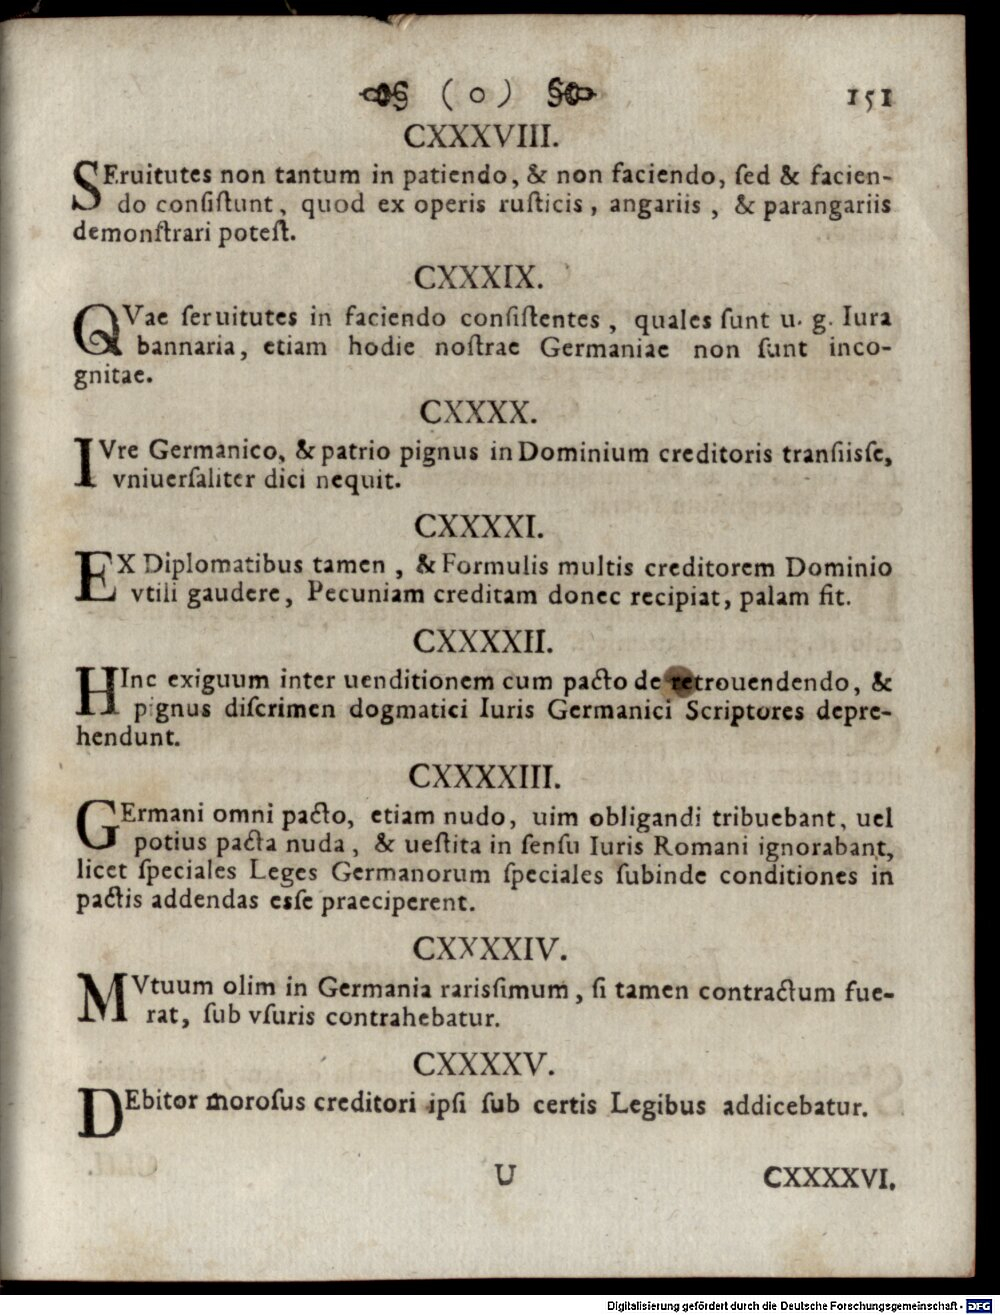 ( o ) 151
CXXXVIII.
SEruitutes non tantum in patiendo, & non faciendo, ſed & facien-
do conſiſtunt, quod ex operis ruſticis, angariis, & parangariis
demonſtrari poteſt.
CXXXIX.
QVae ſeruitutes in faciendo conſiſtentes, quales ſunt u. g. Iura
bannaria, etiam hodie noſtrae Germaniae non ſunt inco-
gnitae.
CXXXX.
IVre Germanico, & patrio pignus in Dominium creditoris tranſiisſe,
vniuerſaliter dici nequit.
CXXXXI.
EX Diplomatibus tamen, & Formulis multis creditorem Dominio
vtili gaudere, Pecuniam creditam donec recipiat, palam fit.
CXXXXII.
HInc exiguum inter uenditionem cum pacto de retrouendendo, &
pignus diſcrimen dogmatici Iuris Germanici Scriptores depre-
hendunt.
CXXXXIII.
GErmani omni pacto, etiam nudo, uim obligandi tribuebant, uel
potius pacta nuda, & ueſtita in ſenſu Iuris Romani ignorabant,
licet ſpeciales Leges Germanorum ſpeciales ſubinde conditiones in
pactis addendas esſe praeciperent.
CXXXXIV.
MVtuum olim in Germania rarisſimum, ſi tamen contractum fue-
rat, ſub vſuris contrahebatur.
CXXXXV.
DEbitor moroſus creditori ipſi ſub certis Legibus addicebatur.
U CXXXXVI.
Digitalisierung gefördert durch die Deutsche Forschungsgemeinschaft - DFG